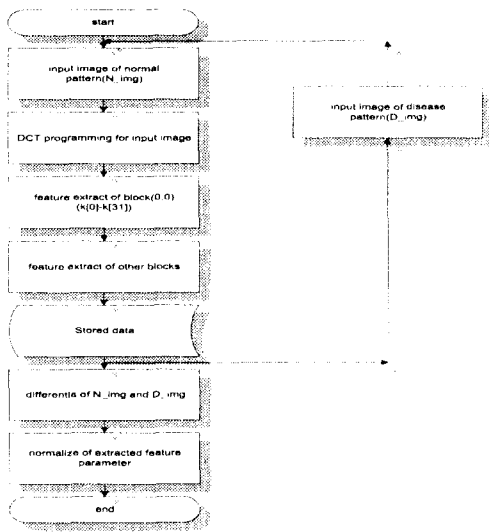 start
input image of normal
pattern(N_img)
DCT programming for input image
feature extract of block(0,0)
(k[0]-k[31])
feature extract of other blocks
Stored data
differentia of N_img and D_img
normalize of extracted feature
parameter
end
input image of disease
pattern(D_img)